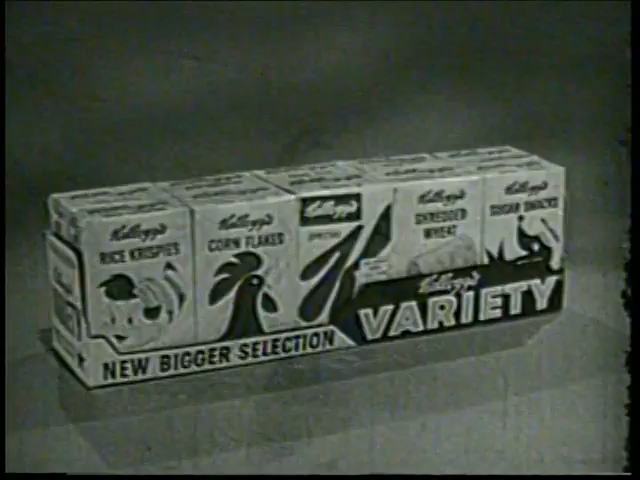 Kellogg's
RICE KRISPIES
Kellogg's
CORN FLAKES
Kellogg's
SPECIAL
Kellogg's
SHREDDED
WHEAT
Kellogg's
SUGAR SMACKS
Kellogg's
VARIETY
NEW BIGGER SELECTION